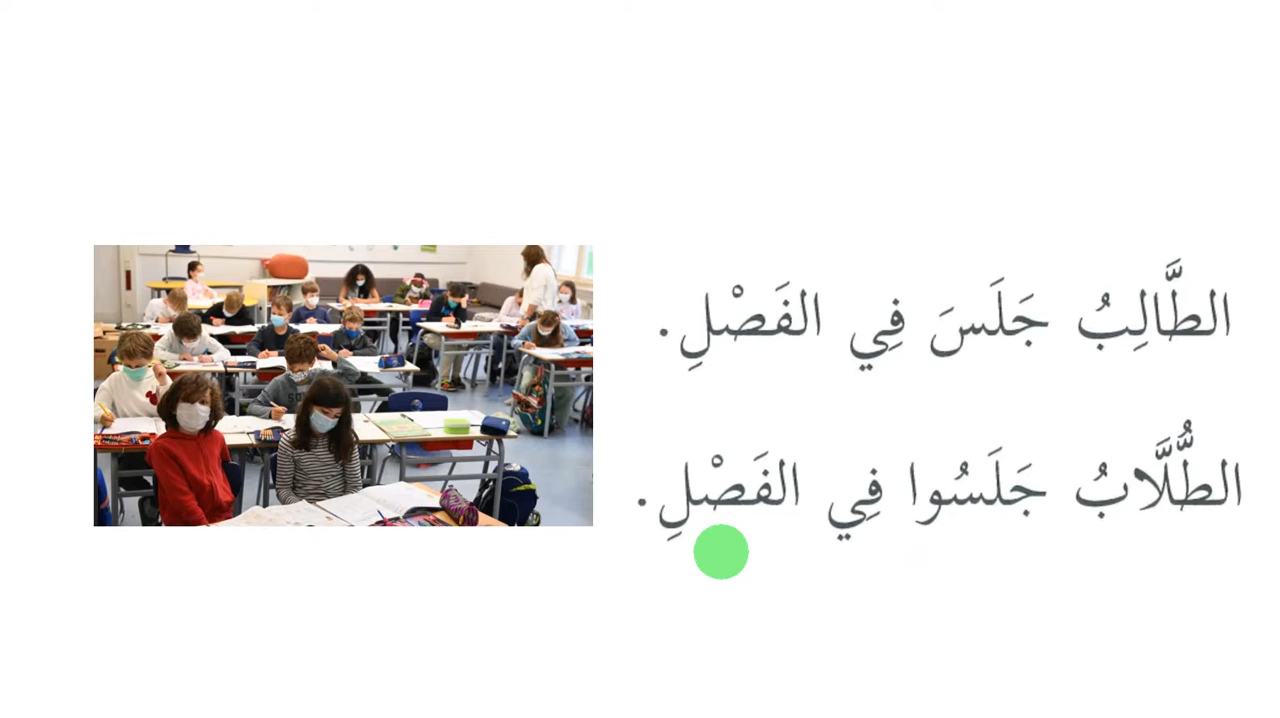 الطَّالِبُ جَلَسَ فِي الفَصْلِ.
الطُّلَّابُ جَلَسُوا فِي الفَصْلِ.